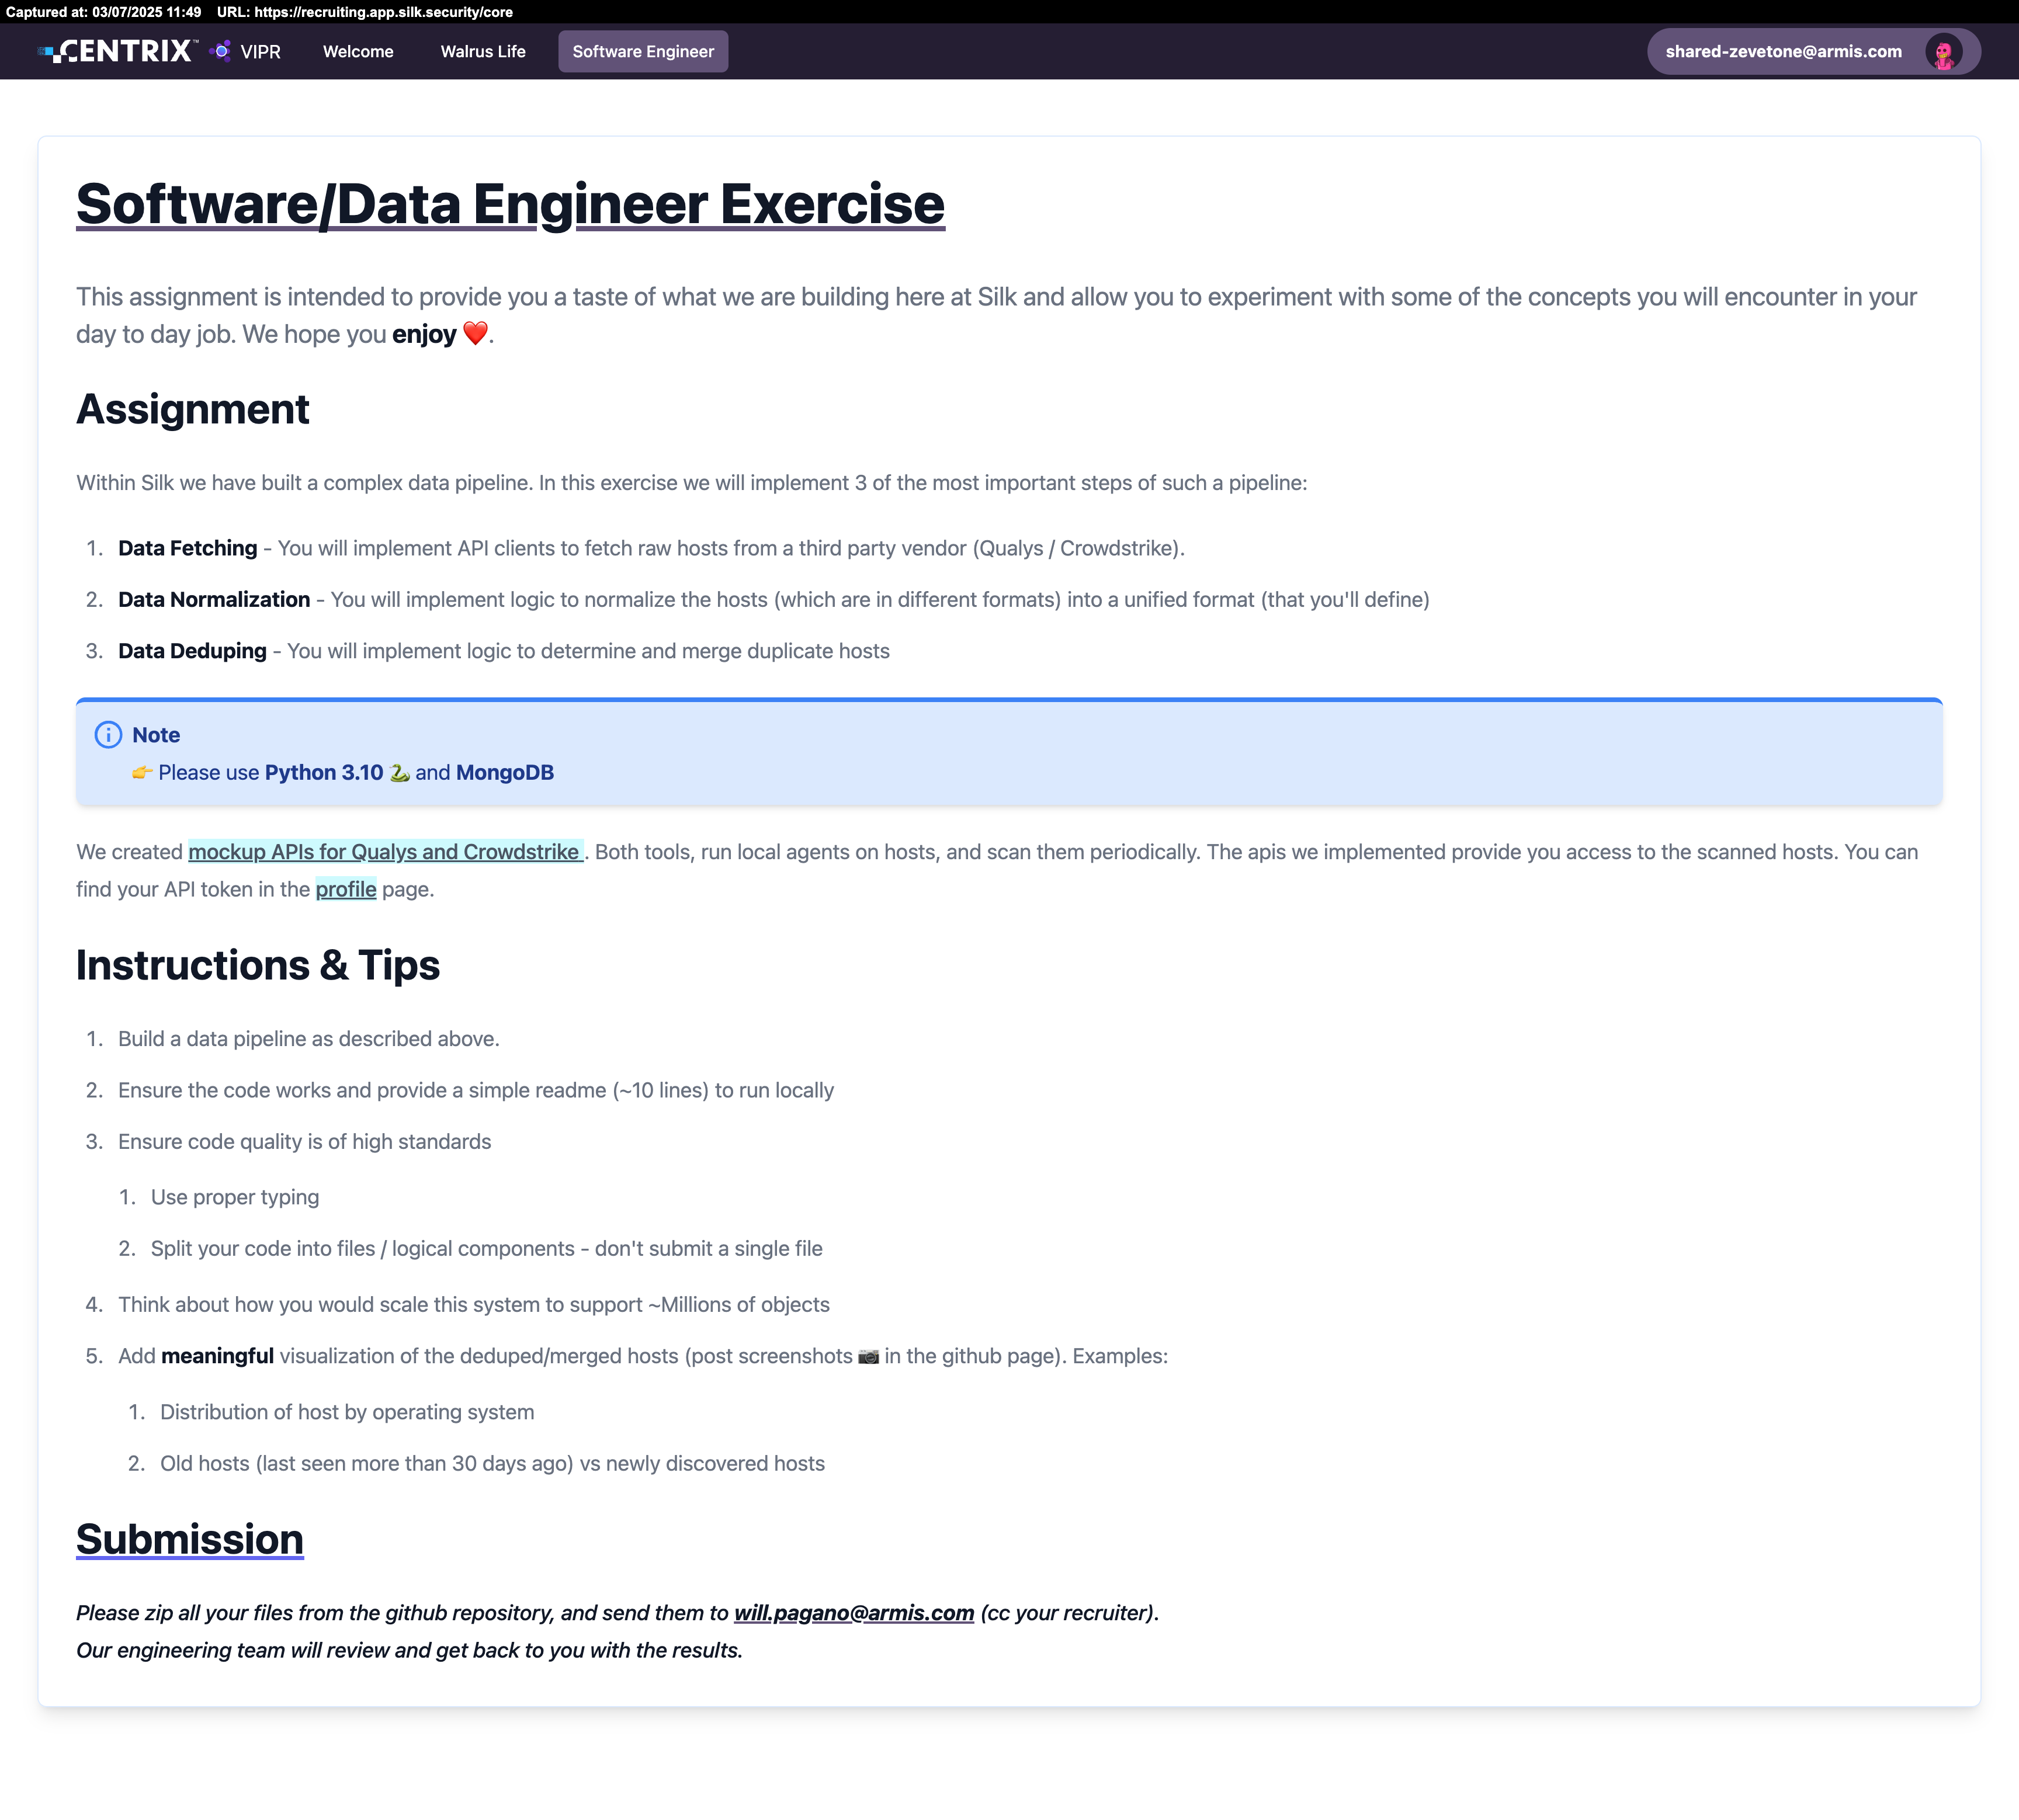 Captured at: 03/07/2025 11:49 URL: https://recruiting.app.silk.security/core
CENTRIX™ VIPR Welcome Walrus Life Software Engineer shared-zevetone@armis.com
Software/Data Engineer Exercise
This assignment is intended to provide you a taste of what we are building here at Silk and allow you to experiment with some of the concepts you will encounter in your
day to day job. We hope you enjoy ❤️.
Assignment
Within Silk we have built a complex data pipeline. In this exercise we will implement 3 of the most important steps of such a pipeline:
1. Data Fetching - You will implement API clients to fetch raw hosts from a third party vendor (Qualys / Crowdstrike).
2. Data Normalization - You will implement logic to normalize the hosts (which are in different formats) into a unified format (that you'll define)
3. Data Deduping - You will implement logic to determine and merge duplicate hosts
Note
👉 Please use Python 3.10 🐍 and MongoDB
We created mockup APIs for Qualys and Crowdstrike . Both tools, run local agents on hosts, and scan them periodically. The apis we implemented provide you access to the scanned hosts. You can
find your API token in the profile page.
Instructions & Tips
1. Build a data pipeline as described above.
2. Ensure the code works and provide a simple readme (~10 lines) to run locally
3. Ensure code quality is of high standards
1. Use proper typing
2. Split your code into files / logical components - don't submit a single file
4. Think about how you would scale this system to support ~Millions of objects
5. Add meaningful visualization of the deduped/merged hosts (post screenshots 📷 in the github page). Examples:
1. Distribution of host by operating system
2. Old hosts (last seen more than 30 days ago) vs newly discovered hosts
Submission
Please zip all your files from the github repository, and send them to will.pagano@armis.com (cc your recruiter).
Our engineering team will review and get back to you with the results.